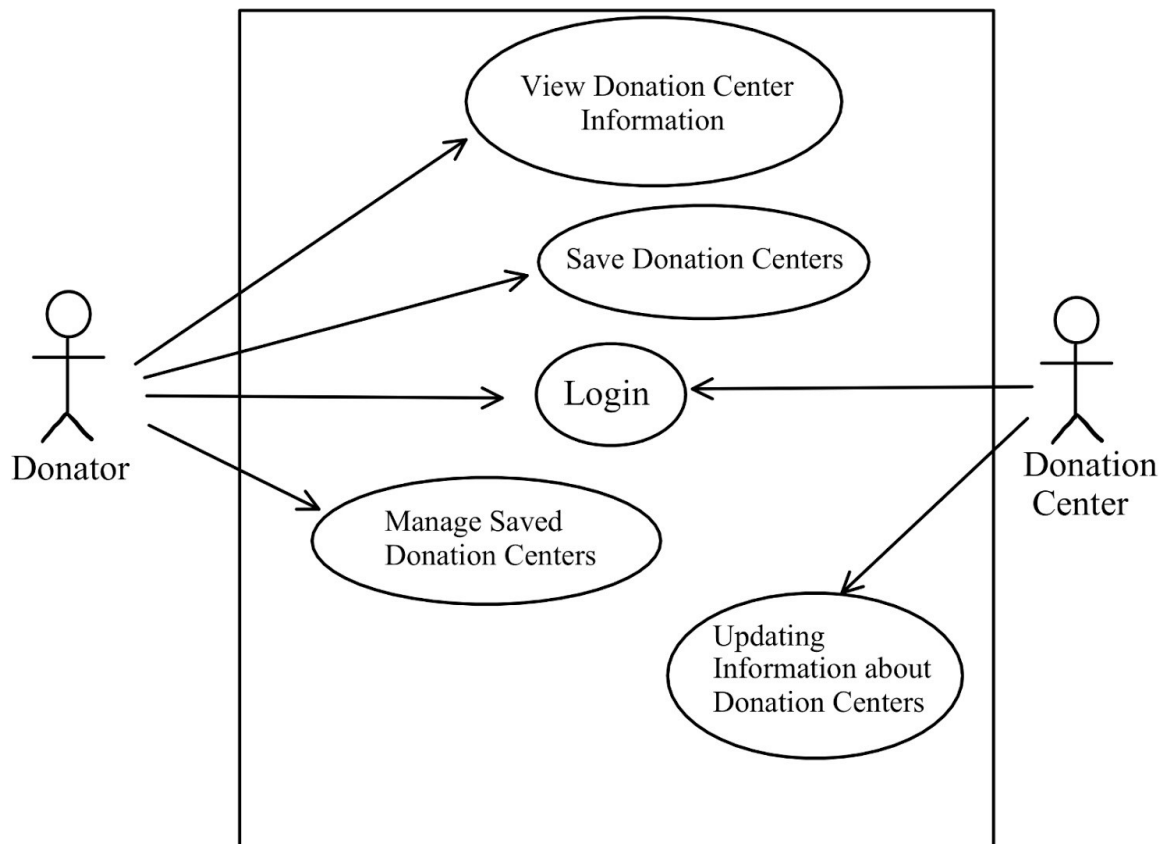 View Donation Center
Information
Save Donation Centers
Login
Donator
Donation
Center
Manage Saved
Donation Centers
Updating
Information about
Donation Centers